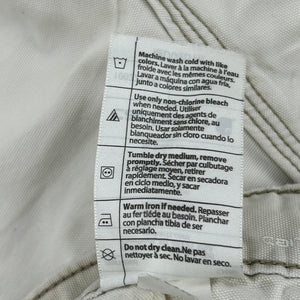 Machine wash cold with like
colors. Laver à la machine à l'eau
froide avec les mêmes couleurs.
Lavar a máquina con agua fría,
junto a colores similares.
Use only non-chlorine bleach
when needed. Utiliser
uniquement des agents de
blanchiment sans chlore, au
besoin. Usar solamente
blanqueador sin cloro cuando lo
necesite.
Tumble dry medium, remove
promptly. Sécher par culbutage
à réglage moyen, retirer
rapidement. Secar en secadora
en ciclo medio, y sacar
inmediatamente.
Warm Iron if needed. Repasser
au fer tiède au besoin. Planchar
con plancha tibia de ser
necesario.
Do not dry clean. Ne pas
nettoyer à sec. No lavar en seco.